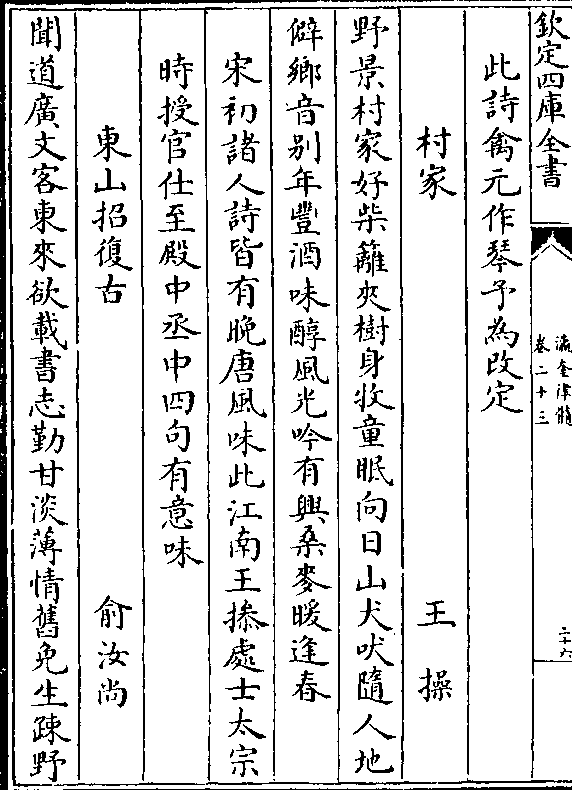 欽定四庫全書
瀛奎律髓
卷二十三
二十六
此詩禽元作琴予為改定
村家　王操
野景村家好柴籬夾樹身牧童眠向日山犬吠隨人地
僻鄉音别年豐酒味醇風光吟有興桑麥暖逢春
宋初諸人詩皆有晚唐風味此江南王操處士太宗
時授官仕至殿中丞中四句有意味
東山招復古　俞汝尚
聞道廣文客東來欲載書志勤甘淡薄情舊免生疎野